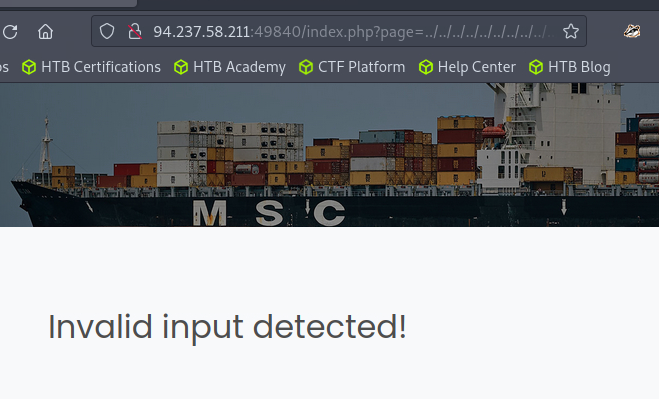 94.237.58.211:49840/index.php?page=../../../../../../../../../..
HTB Certifications HTB Academy CTF Platform Help Center HTB Blog
MSC
Invalid input detected!